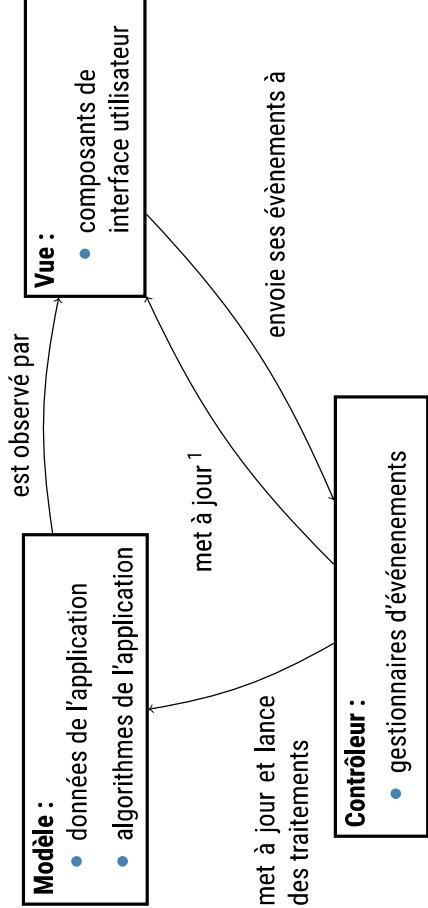 Modèle :
• données de l'application
• algorithmes de l'application
est observé par
Vue :
• composants de
interface utilisateur
met à jour 1
envoie ses évènements à
met à jour et lance
des traitements
Contrôleur :
• gestionnaires d'événenements